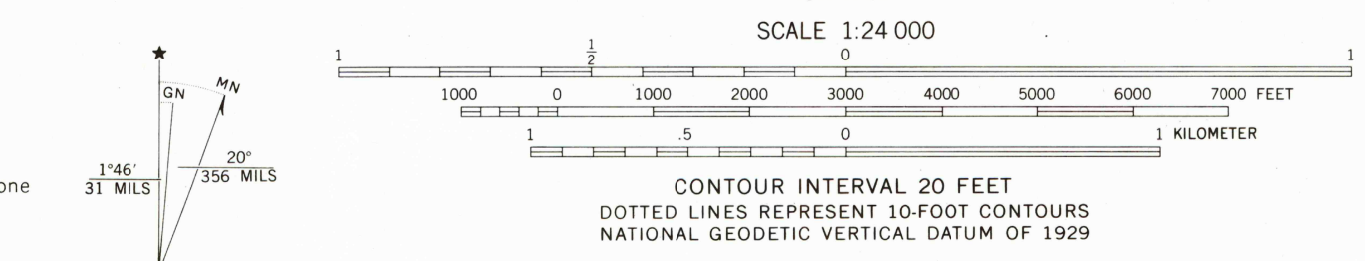 SCALE 1:24 000
1 1/2 0 1
1000 0 1000 2000 3000 4000 5000 6000 7000 FEET
1 .5 0 1 KILOMETER
CONTOUR INTERVAL 20 FEET
DOTTED LINES REPRESENT 10-FOOT CONTOURS
NATIONAL GEODETIC VERTICAL DATUM OF 1929
★
GN
MN
1°46′
31 MILS
20°
356 MILS
one